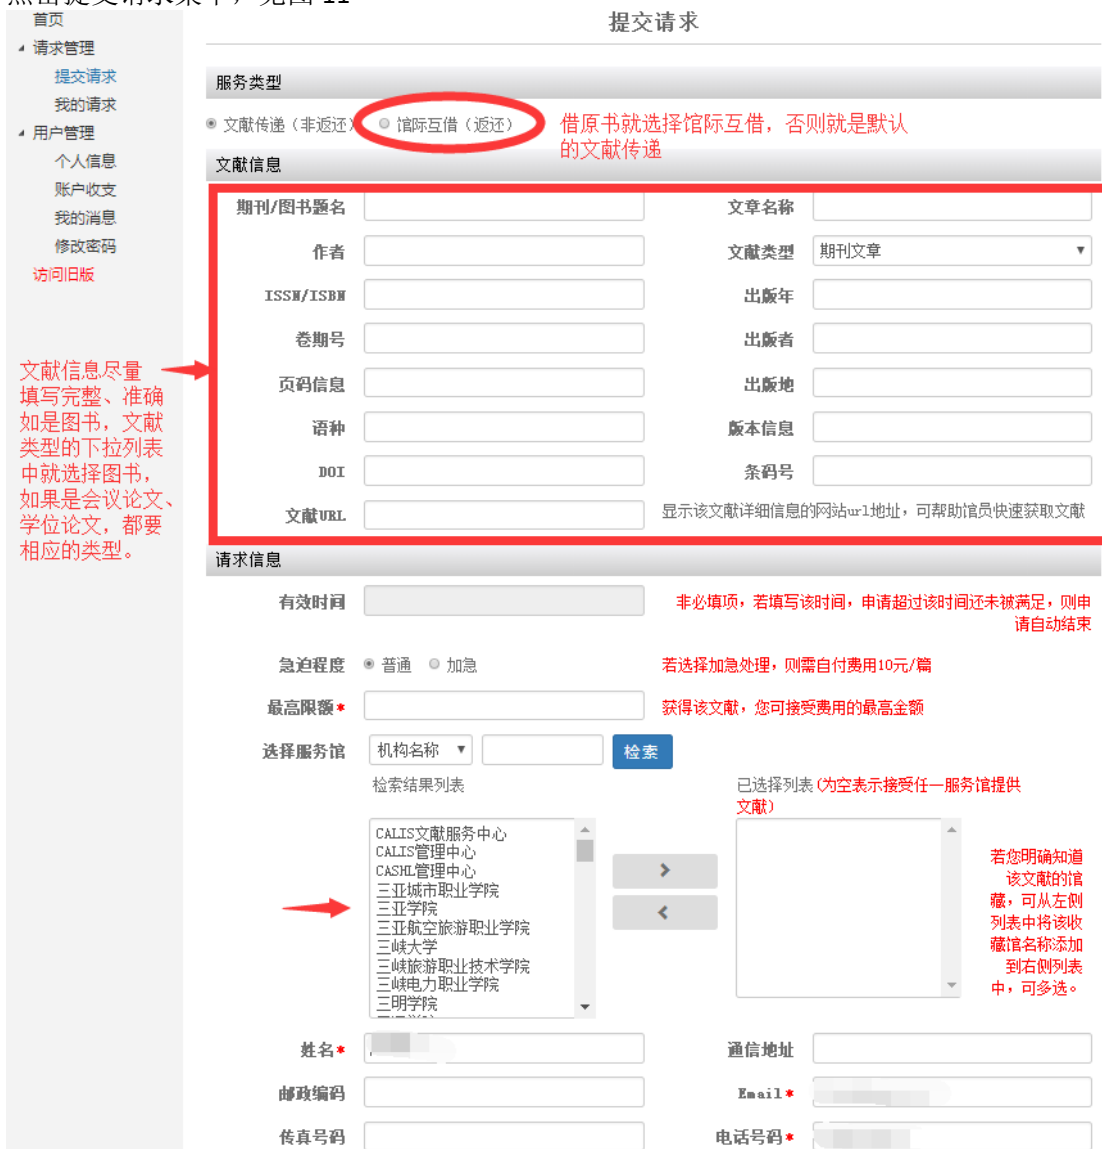 点击提交请求菜单，见图 11
首页
请求管理
提交请求
我的请求
用户管理
个人信息
账户收支
我的消息
修改密码
访问旧版
文献信息尽量
填写完整、准确
如是图书，文献
类型的下拉列表
中就选择图书，
如果是会议论文、
学位论文，都要
相应的类型。
提交请求
服务类型
文献传递（非返还） 馆际互借（返还）
借原书就选择馆际互借，否则就是默认
的文献传递
文献信息
期刊/图书题名 文章名称
作者 文献类型 期刊文章
ISSN/ISBN 出版年
卷期号 出版者
页码信息 出版地
语种 版本信息
DOI 条码号
文献URL 显示该文献详细信息的网站url地址，可帮助馆员快速获取文献
请求信息
有效时间 非必填项，若填写该时间，申请超过该时间还未被满足，则申
请自动结束
急迫程度 普通 加急 若选择加急处理，则需自付费用10元/篇
最高限额* 获得该文献，您可接受费用的最高金额
选择服务馆 机构名称 检索
检索结果列表 已选择列表(为空表示接受任一服务馆提供
文献)
CALIS文献服务中心
CALIS管理中心
CASHL管理中心
三亚城市职业学院
三亚学院
三亚航空旅游职业学院
三峡大学
三峡旅游职业技术学院
三峡电力职业学院
三明学院
若您明确知道
该文献的馆
藏，可从左侧
列表中将该收
藏馆名称添加
到右侧列表
中，可多选。
姓名* 通信地址
邮政编码 Email*
传真号码 电话号码*